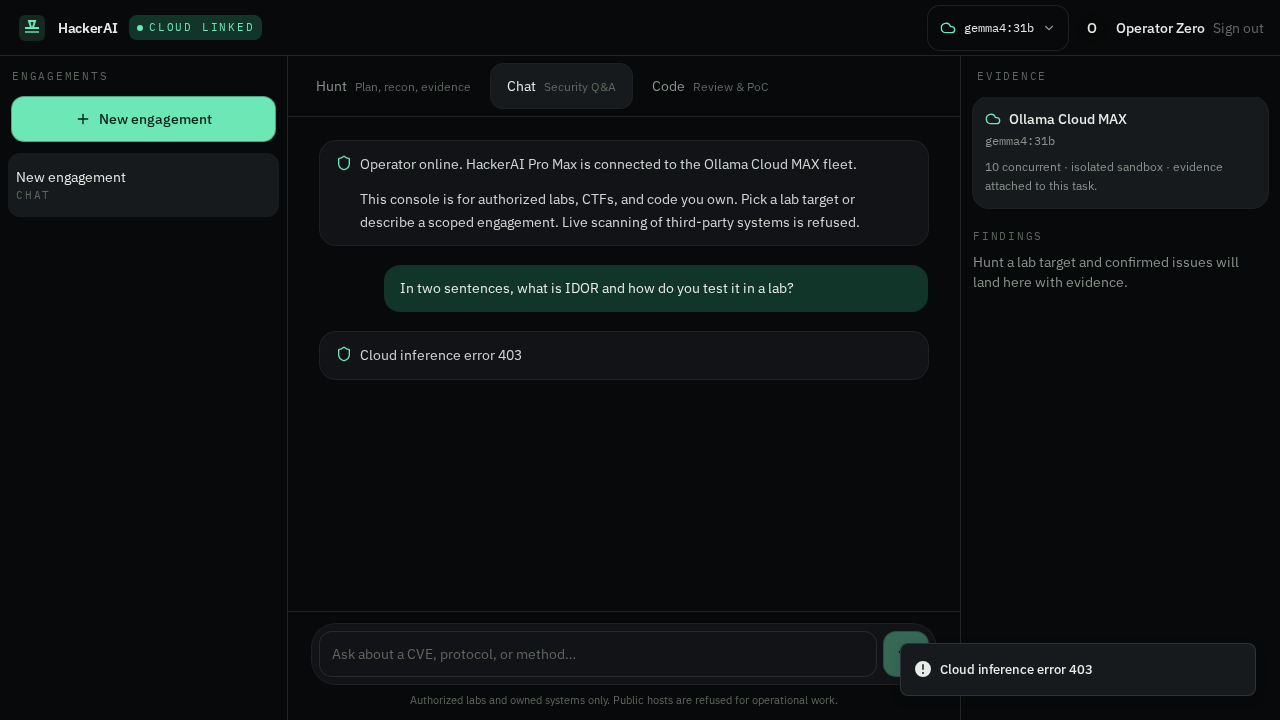 HackerAI
CLOUD LINKED
gemma4:31b
O
Operator Zero
Sign out
ENGAGEMENTS
New engagement
New engagement
CHAT
Hunt Plan, recon, evidence
Chat Security Q&A
Code Review & PoC
Operator online. HackerAI Pro Max is connected to the Ollama Cloud MAX fleet.
This console is for authorized labs, CTFs, and code you own. Pick a lab target or
describe a scoped engagement. Live scanning of third-party systems is refused.
In two sentences, what is IDOR and how do you test it in a lab?
Cloud inference error 403
Ask about a CVE, protocol, or method...
Authorized labs and owned systems only. Public hosts are refused for operational work.
EVIDENCE
Ollama Cloud MAX
gemma4:31b
10 concurrent · isolated sandbox · evidence
attached to this task.
FINDINGS
Hunt a lab target and confirmed issues will
land here with evidence.
Cloud inference error 403